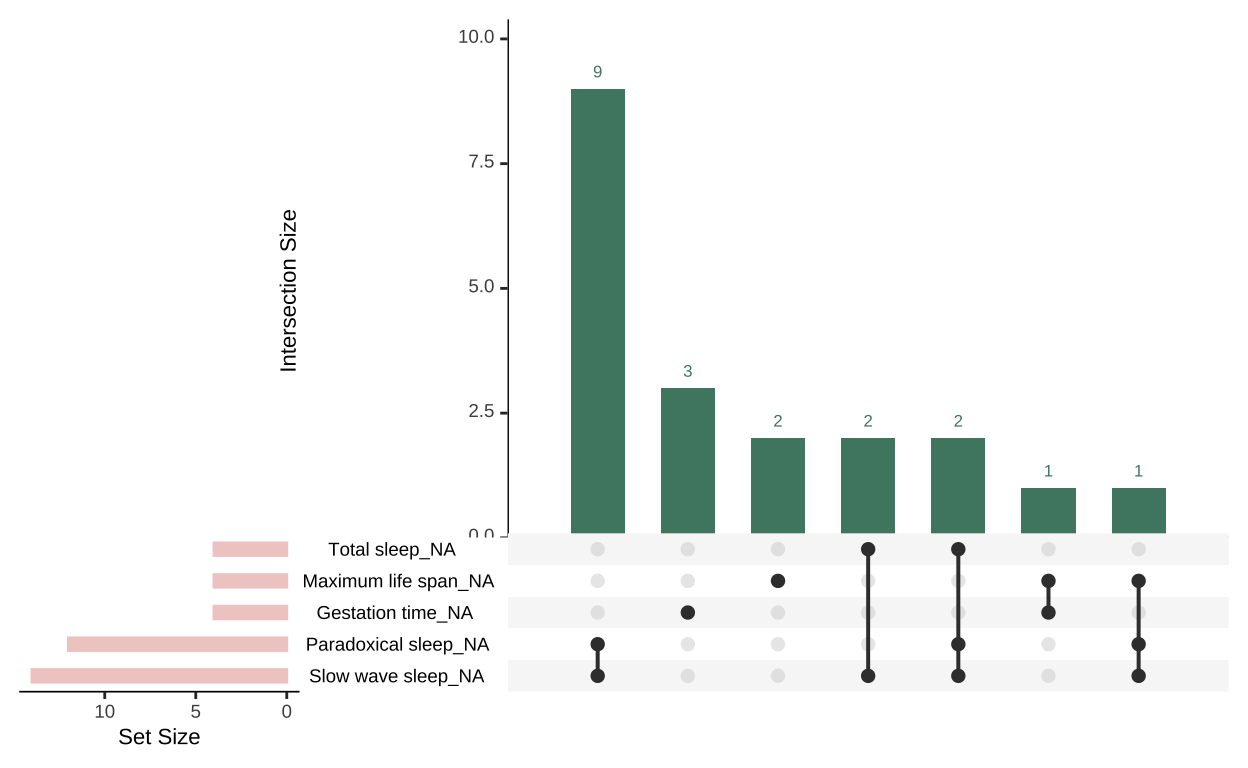 10.0
7.5
5.0
2.5
0.0
Intersection Size
9
3
2
2
2
1
1
Total sleep_NA
Maximum life span_NA
Gestation time_NA
Paradoxical sleep_NA
Slow wave sleep_NA
10 5 0
Set Size